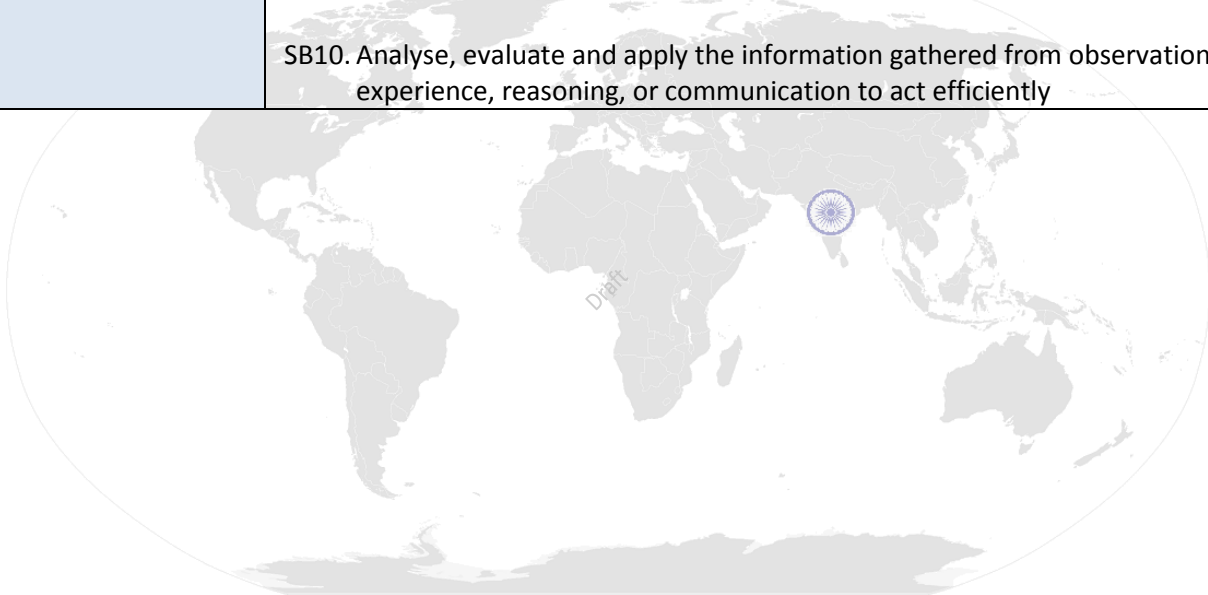 SB10. Analyse, evaluate and apply the information gathered from observation
experience, reasoning, or communication to act efficiently
Draft